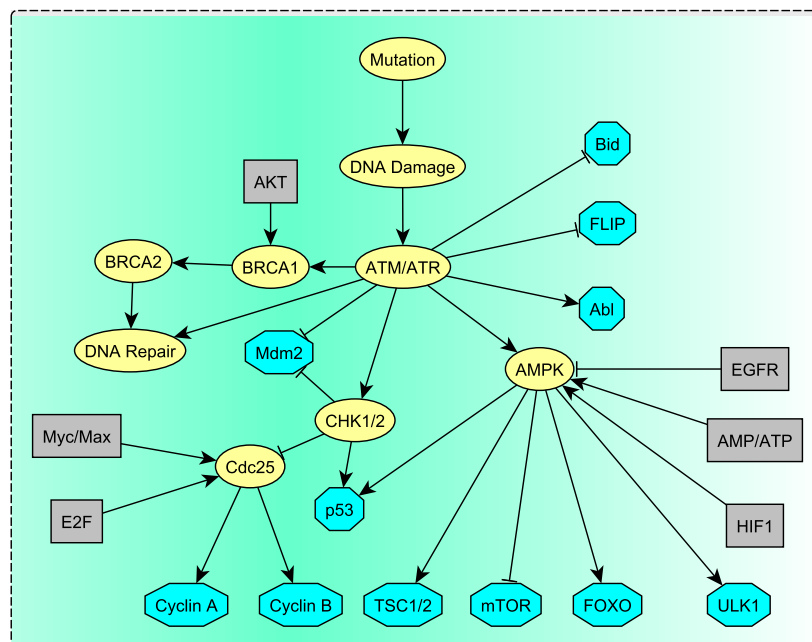 Mutation
Bid
DNA Damage
AKT
FLIP
BRCA2
BRCA1
ATM/ATR
Abl
DNA Repair
Mdm2
AMPK
EGFR
CHK1/2
Myc/Max
AMP/ATP
Cdc25
p53
E2F
HIF1
Cyclin A
Cyclin B
TSC1/2
mTOR
FOXO
ULK1